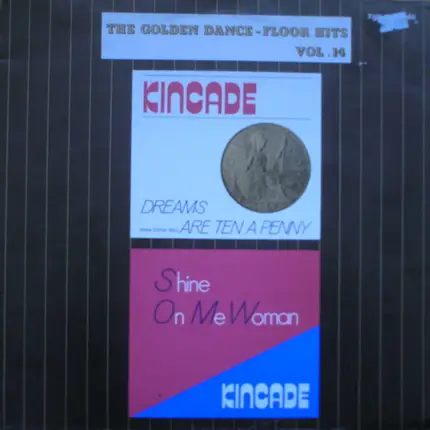 THE GOLDEN DANCE-FLOOR HITS
VOL. 14
KINCADE
DREAMS
ARE TEN A PENNY
Shine
On Me Woman
KINCADE